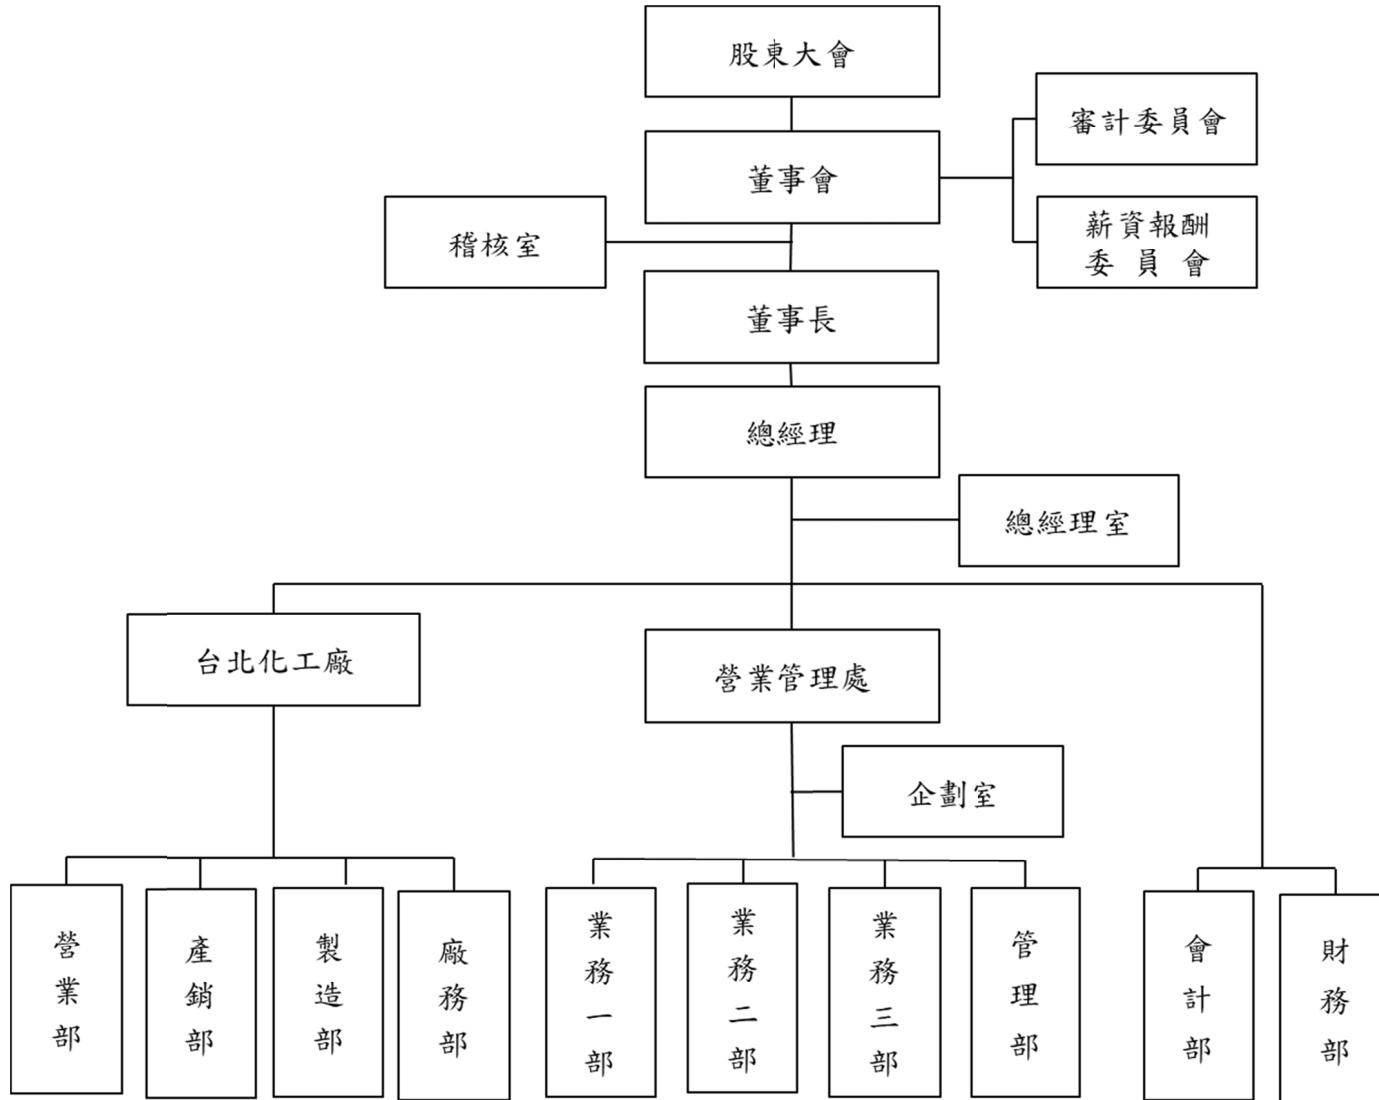 股東大會
審計委員會
董事會
薪資報酬
委員會
稽核室
董事長
總經理
總經理室
台北化工廠
營業管理處
企劃室
營業部
產銷部
製造部
廠務部
業務一部
業務二部
業務三部
管理部
會計部
財務部